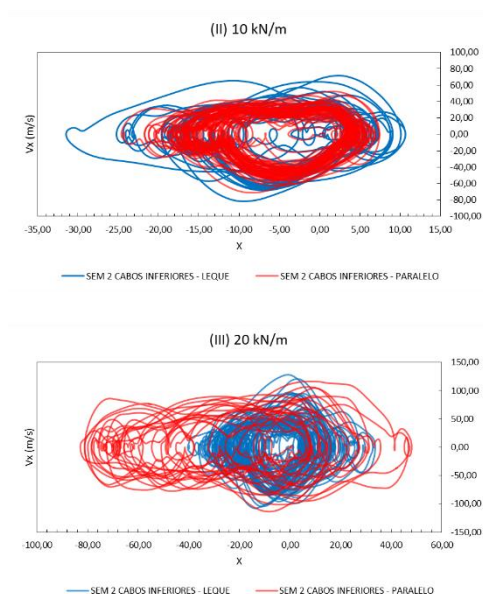 (II) 10 kN/m
100,00
80,00
60,00
40,00
20,00
0,00
-20,00
-40,00
-60,00
-80,00
-100,00
Vx (m/s)
-35,00 -30,00 -25,00 -20,00 -15,00 -10,00 -5,00 0,00 5,00 10,00 15,00
X
SEM 2 CABOS INFERIORES - LEQUE SEM 2 CABOS INFERIORES - PARALELO
(III) 20 kN/m
150,00
100,00
50,00
0,00
-50,00
-100,00
-150,00
Vx (m/s)
-100,00 -80,00 -60,00 -40,00 -20,00 0,00 20,00 40,00 60,00
X
SEM 2 CABOS INFERIORES - LEQUE SEM 2 CABOS INFERIORES - PARALELO